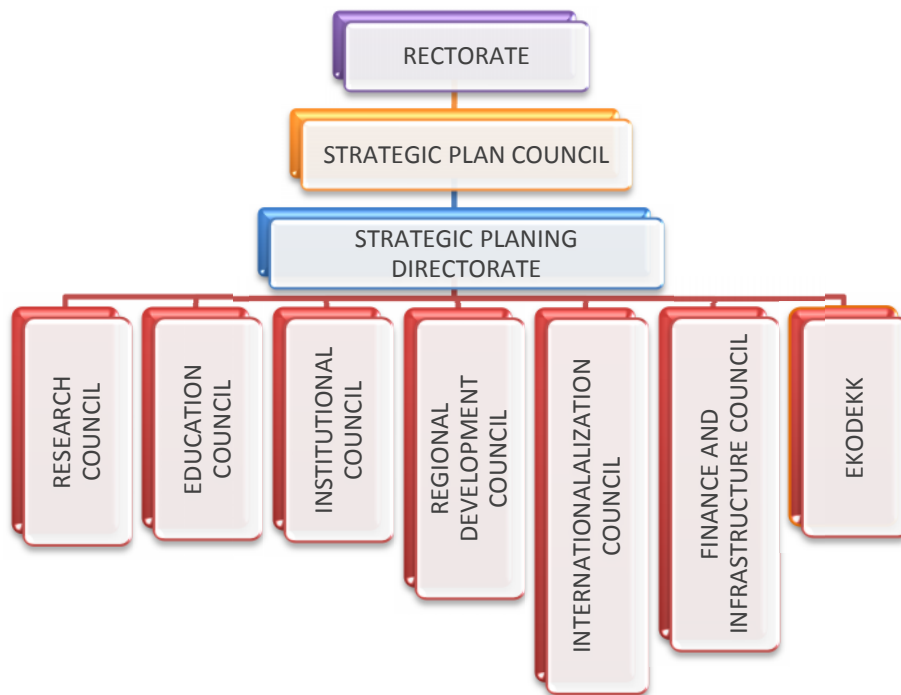 RECTORATE
STRATEGIC PLAN COUNCIL
STRATEGIC PLANING
DIRECTORATE
RESEARCH
COUNCIL
EDUCATION
COUNCIL
INSTITUTIONAL
COUNCIL
REGIONAL
DEVELOPMENT
COUNCIL
INTERNATIONALALIZATION
COUNCIL
FINANCE AND
INFRASTRUCTURE COUNCIL
EKODEKK